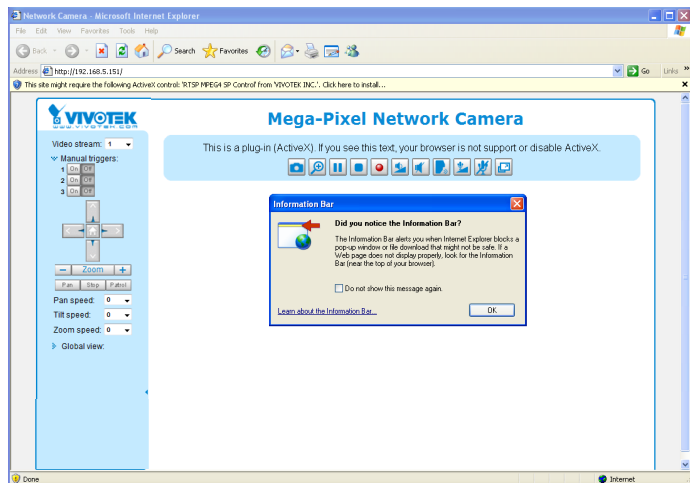 Network Camera - Microsoft Internet Explorer
File Edit View Favorites Tools Help
Back Search Favorites
Address http://192.168.5.151/ Go Links »
This site might require the following ActiveX control: 'RTSP MPEG4 SP Control' from 'VIVOTEK INC.'. Click here to install...
VIVOTEK
www.vivotek.com
Mega-Pixel Network Camera
Video stream: 1
This is a plug-in (ActiveX). If you see this text, your browser is not support or disable ActiveX.
Manual triggers:
1 On Off
2 On Off
3 On Off
Information Bar
Did you notice the Information Bar?
The Information Bar alerts you when Internet Explorer blocks a
pop-up window or file download that might not be safe. If a
Web page does not display properly, look for the Information
Bar (near the top of your browser).
Do not show this message again.
Learn about the Information Bar...
OK
Zoom
Pan Stop Patrol
Pan speed: 0
Tilt speed: 0
Zoom speed: 0
Global view:
Done
Internet